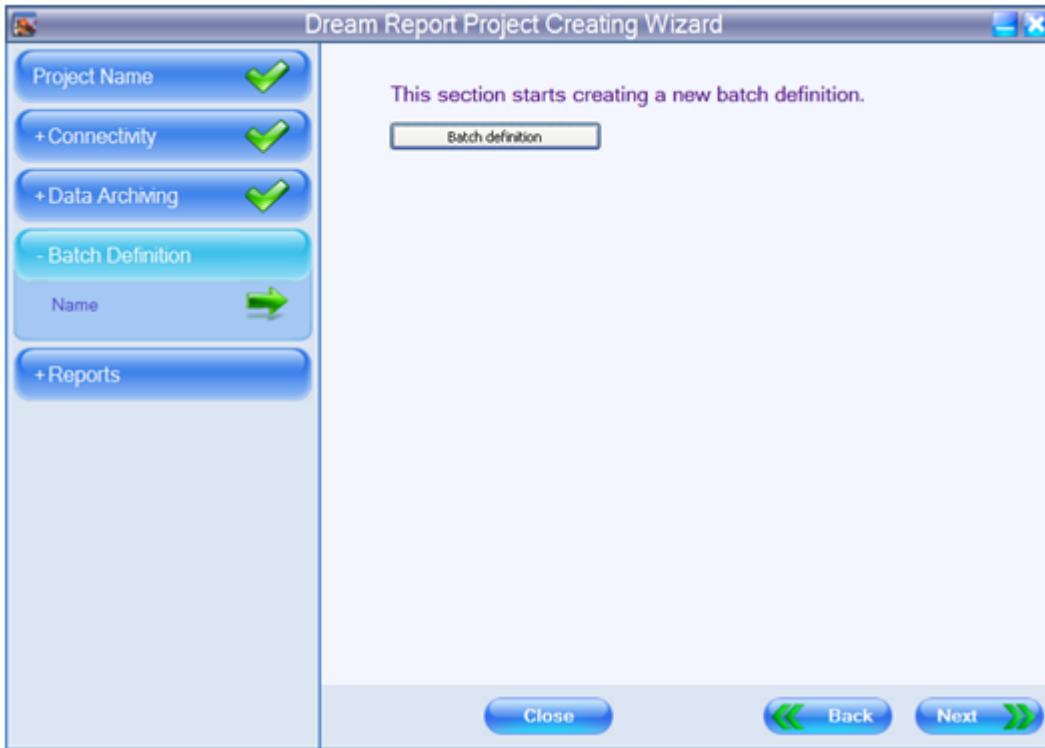 Dream Report Project Creating Wizard
Project Name
+Connectivity
+Data Archiving
- Batch Definition
Name
+Reports
This section starts creating a new batch definition.
Batch definition
Close
Back
Next